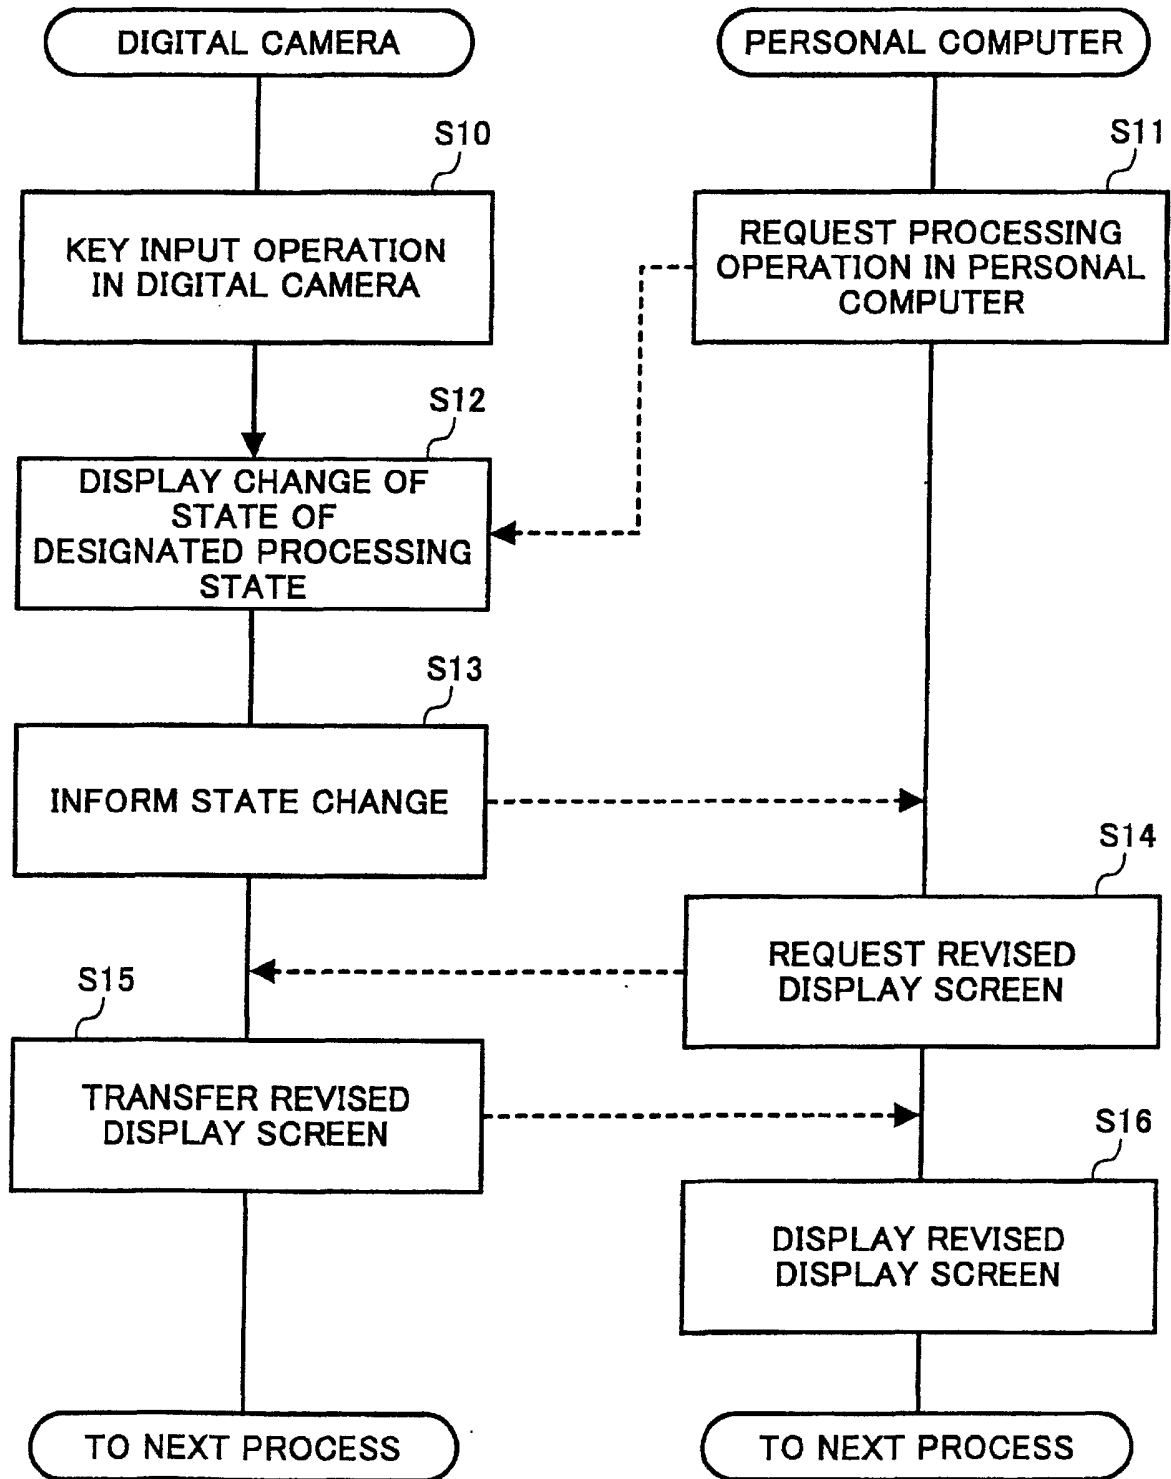 DIGITAL CAMERA
PERSONAL COMPUTER
S10
S11
KEY INPUT OPERATION
IN DIGITAL CAMERA
REQUEST PROCESSING
OPERATION IN PERSONAL
COMPUTER
S12
DISPLAY CHANGE OF
STATE OF
DESIGNATED PROCESSING
STATE
S13
INFORM STATE CHANGE
S14
REQUEST REVISED
DISPLAY SCREEN
S15
TRANSFER REVISED
DISPLAY SCREEN
S16
DISPLAY REVISED
DISPLAY SCREEN
TO NEXT PROCESS
TO NEXT PROCESS